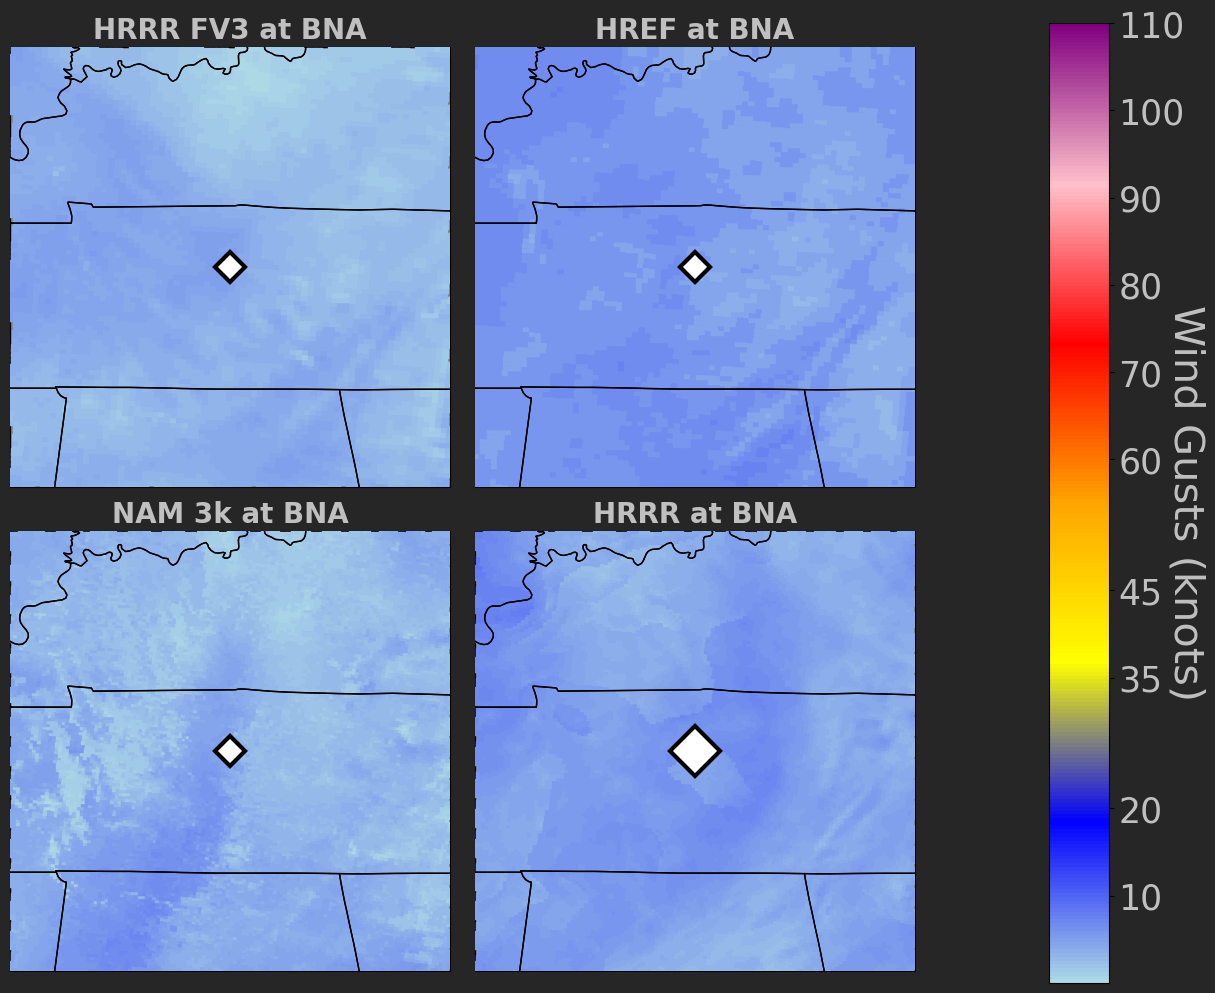 HRRR FV3 at BNA
HREF at BNA
NAM 3k at BNA
HRRR at BNA
110
100
90
80
70
60
45
35
20
10
Wind Gusts (knots)